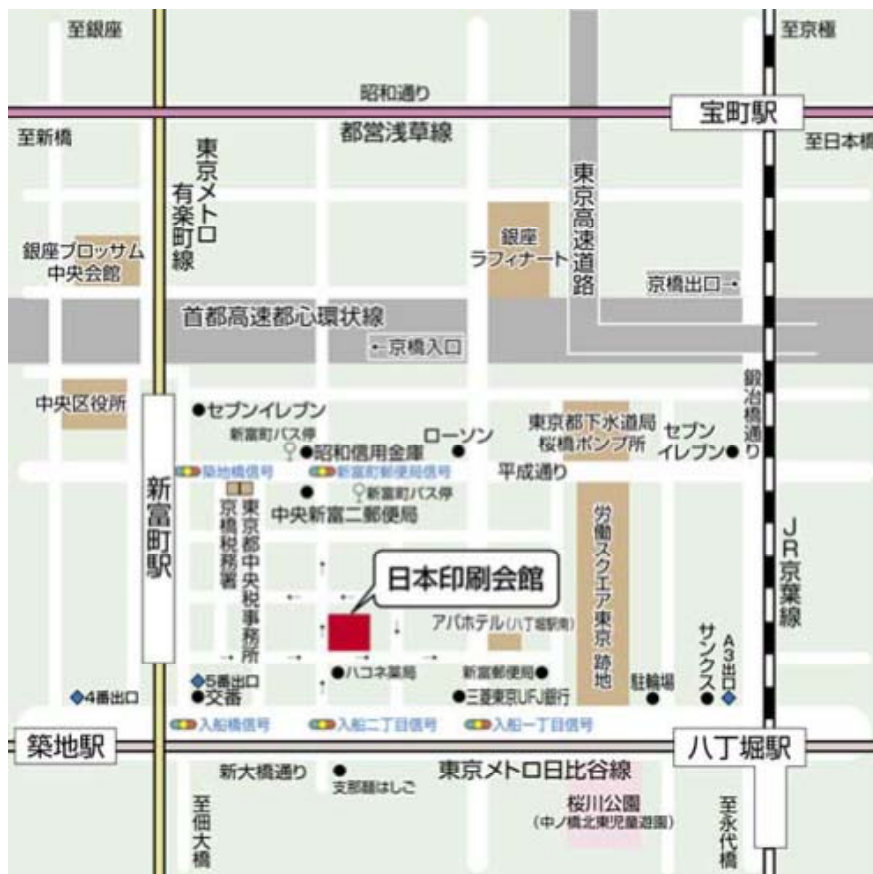 至銀座
至京極
昭和通り
都営浅草線
宝町駅
至新橋
至日本橋
東京メトロ
有楽町線
東京高速道路
銀座ブロッサム
中央会館
銀座
ラフィナート
京橋出口→
首都高速都心環状線
←京橋入口
中央区役所
セブンイレブン
新富町バス停
昭和信用金庫
ローソン
東京都下水道局
桜橋ポンプ所
セブン
イレブン
鍛冶橋通り
築地橋信号
新富町郵便局信号
平成通り
新富町駅
新富町バス停
中央新富二郵便局
東京都中央税事務所
京橋税務署
労働スクエア東京 跡地
JR京葉線
日本印刷会館
アパホテル(八丁堀駅南)
ハコネ薬局
新富郵便局
サンクス
A3出口
駐輪場
4番出口
5番出口
交番
三菱東京UFJ銀行
入船橋信号
入船二丁目信号
入船一丁目信号
築地駅
八丁堀駅
新大橋通り
東京メトロ日比谷線
支那麺はしご
桜川公園
(中ノ橋北東児童遊園)
至佃大橋
至永代橋